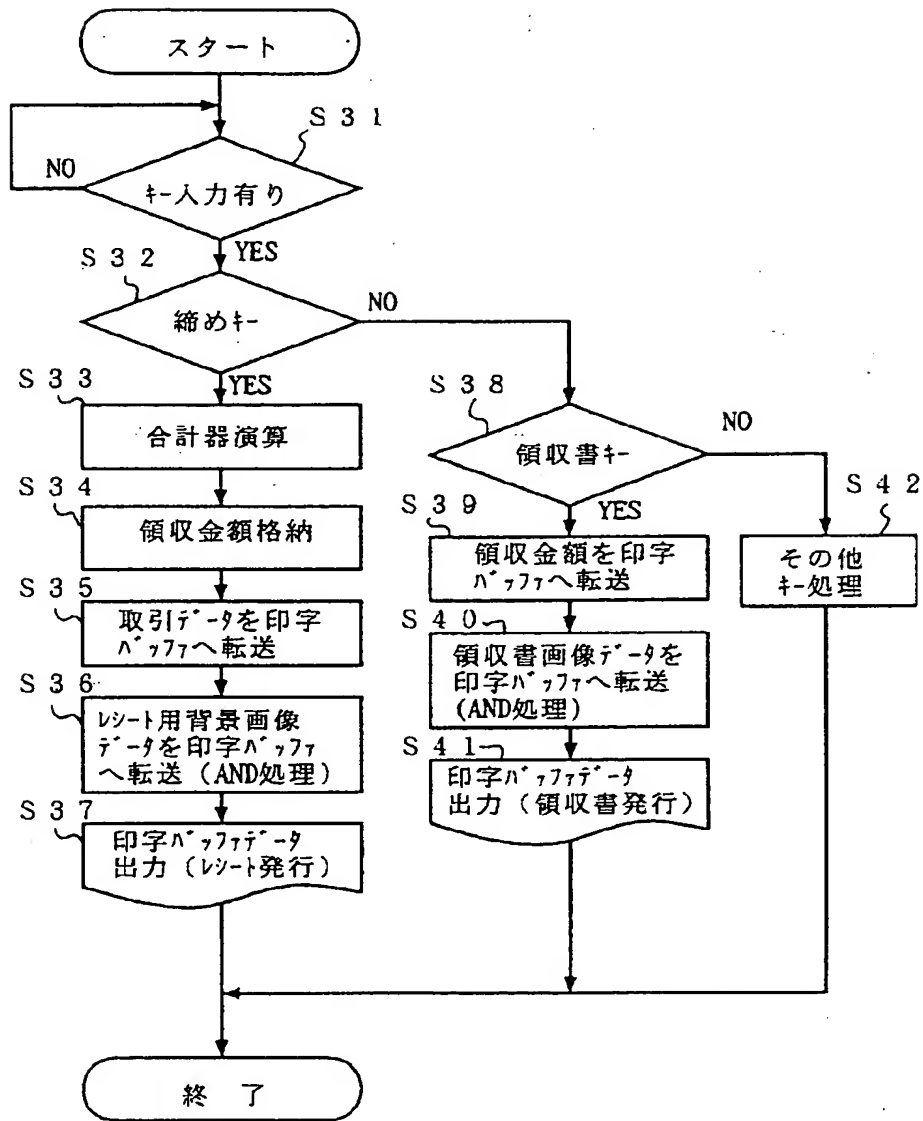 スタート
S31
NO
キー入力有り
YES
S32
NO
締めキー
YES
S33
合計器演算
S34
領収金額格納
S35
取引データを印字
バッファへ転送
S36
レシート用背景画像
データを印字バッファ
へ転送(AND処理)
S37
印字バッファデータ
出力(レシート発行)
S38
NO
領収書キー
YES
S39
領収金額を印字
バッファへ転送
S40
領収書画像データを
印字バッファへ転送
(AND処理)
S41
印字バッファデータ
出力(領収書発行)
S42
その他
キー処理
終了